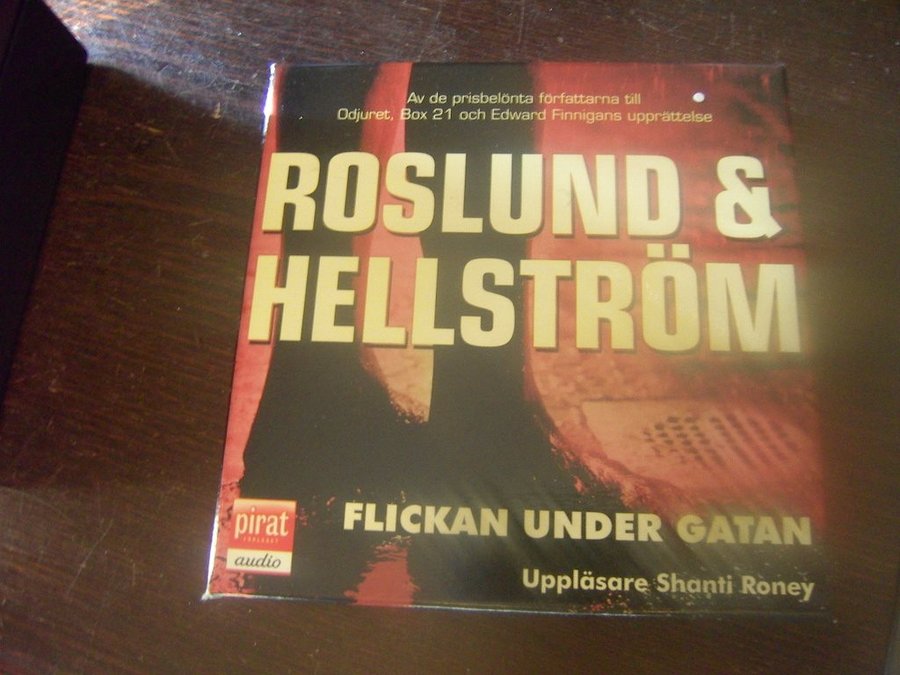 Av de prisbelönta författarna till
Odjuret, Box 21 och Edward Finnigans upprättelse
ROSLUND &
HELLSTRÖM
pirat
FÖRLAGET
audio
FLICKAN UNDER GATAN
Uppläsare Shanti Roney